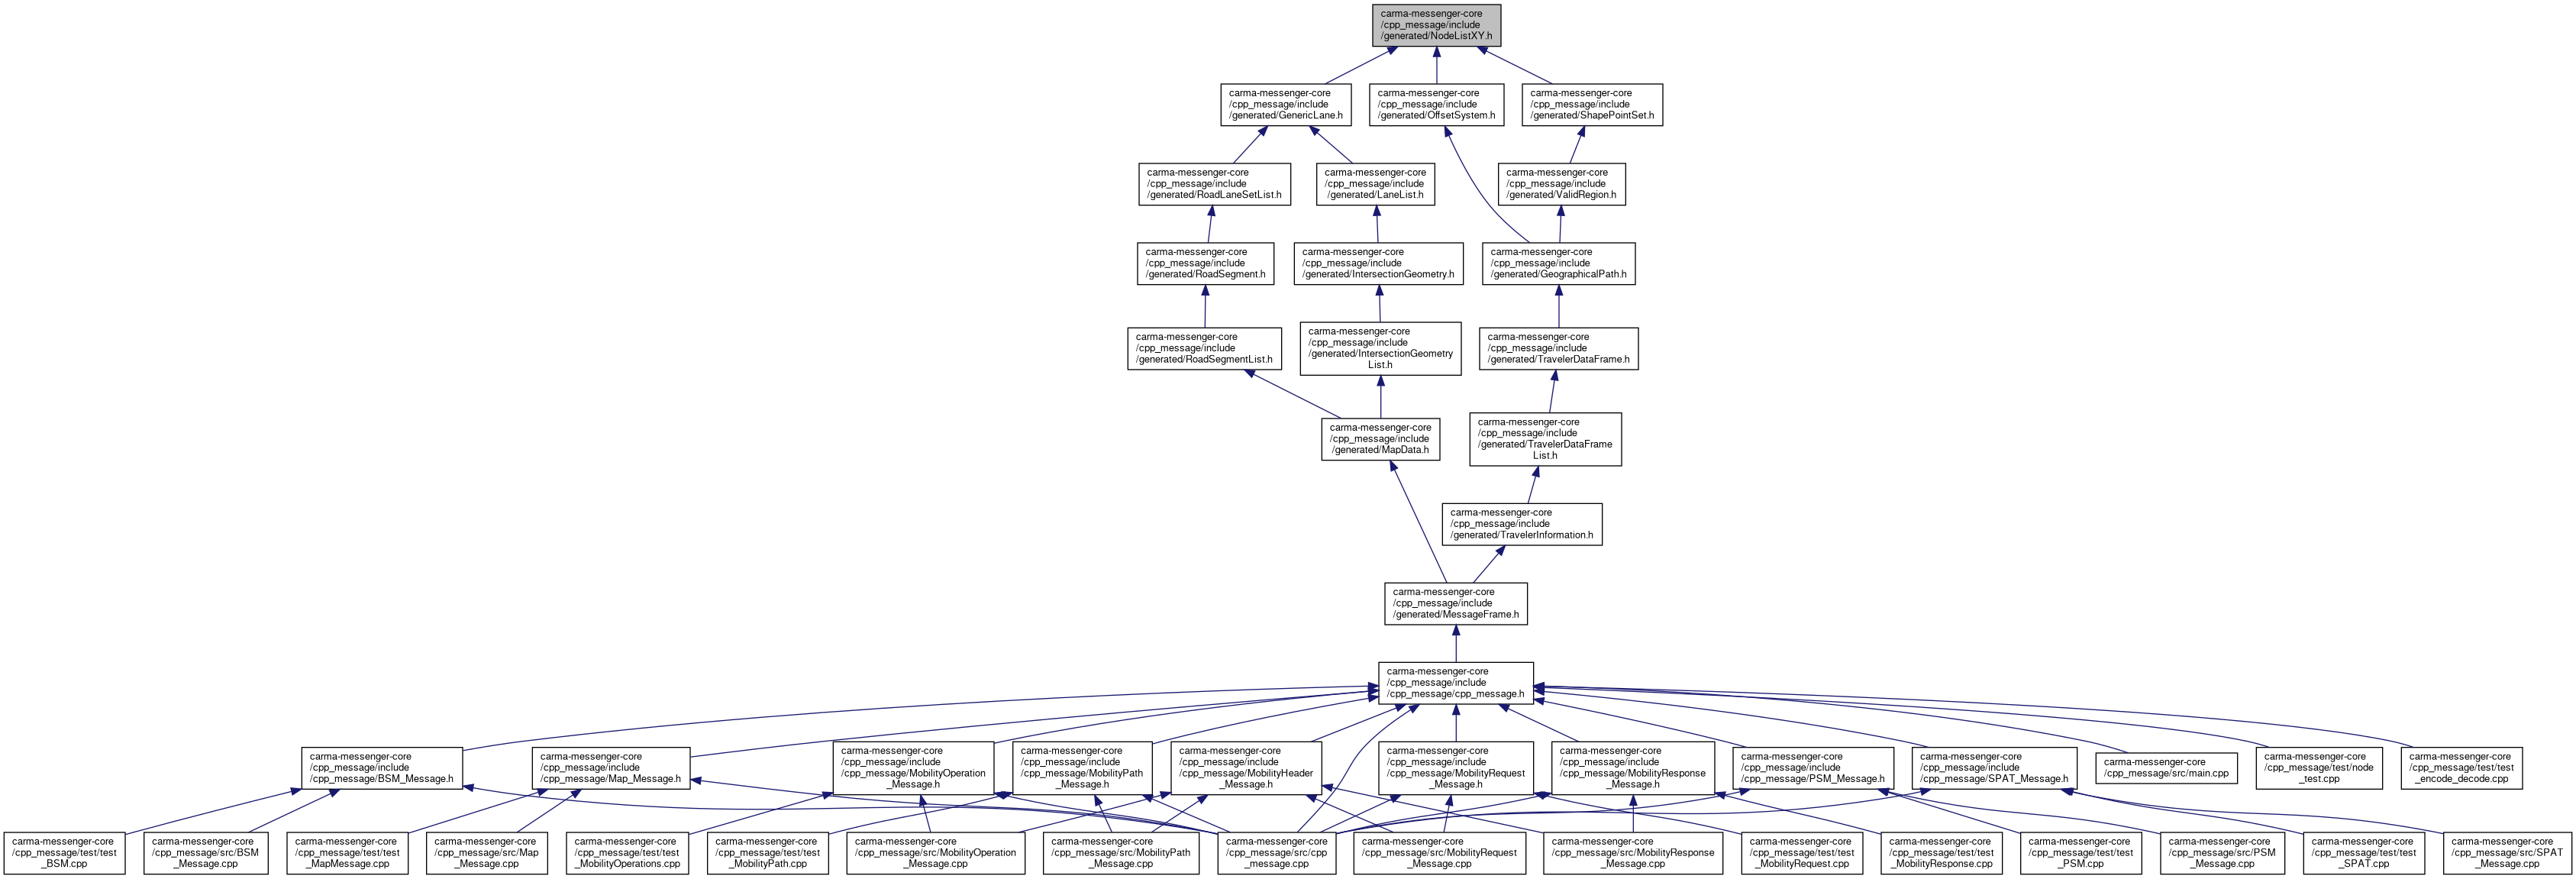 carma-messenger-core
/cpp_message/include
/generated/NodeListXY.h
carma-messenger-core
/cpp_message/include
/generated/GenericLane.h
carma-messenger-core
/cpp_message/include
/generated/OffsetSystem.h
carma-messenger-core
/cpp_message/include
/generated/ShapePointSet.h
carma-messenger-core
/cpp_message/include
/generated/RoadLaneSetList.h
carma-messenger-core
/cpp_message/include
/generated/LaneList.h
carma-messenger-core
/cpp_message/include
/generated/ValidRegion.h
carma-messenger-core
/cpp_message/include
/generated/RoadSegment.h
carma-messenger-core
/cpp_message/include
/generated/IntersectionGeometry.h
carma-messenger-core
/cpp_message/include
/generated/GeographicalPath.h
carma-messenger-core
/cpp_message/include
/generated/RoadSegmentList.h
carma-messenger-core
/cpp_message/include
/generated/IntersectionGeometry
List.h
carma-messenger-core
/cpp_message/include
/generated/TravelerDataFrame.h
carma-messenger-core
/cpp_message/include
/generated/MapData.h
carma-messenger-core
/cpp_message/include
/generated/TravelerDataFrame
List.h
carma-messenger-core
/cpp_message/include
/generated/TravelerInformation.h
carma-messenger-core
/cpp_message/include
/generated/MessageFrame.h
carma-messenger-core
/cpp_message/include
/cpp_message/cpp_message.h
carma-messenger-core
/cpp_message/include
/cpp_message/BSM_Message.h
carma-messenger-core
/cpp_message/include
/cpp_message/Map_Message.h
carma-messenger-core
/cpp_message/include
/cpp_message/MobilityOperation
_Message.h
carma-messenger-core
/cpp_message/include
/cpp_message/MobilityPath
_Message.h
carma-messenger-core
/cpp_message/include
/cpp_message/MobilityHeader
_Message.h
carma-messenger-core
/cpp_message/include
/cpp_message/MobilityRequest
_Message.h
carma-messenger-core
/cpp_message/include
/cpp_message/MobilityResponse
_Message.h
carma-messenger-core
/cpp_message/include
/cpp_message/PSM_Message.h
carma-messenger-core
/cpp_message/include
/cpp_message/SPAT_Message.h
carma-messenger-core
/cpp_message/src/main.cpp
carma-messenger-core
/cpp_message/test/node
_test.cpp
carma-messenger-core
/cpp_message/test/test
_encode_decode.cpp
carma-messenger-core
/cpp_message/test/test
_BSM.cpp
carma-messenger-core
/cpp_message/src/BSM
_Message.cpp
carma-messenger-core
/cpp_message/test/test
_MapMessage.cpp
carma-messenger-core
/cpp_message/src/Map
_Message.cpp
carma-messenger-core
/cpp_message/test/test
_MobilityOperations.cpp
carma-messenger-core
/cpp_message/test/test
_MobilityPath.cpp
carma-messenger-core
/cpp_message/src/MobilityOperation
_Message.cpp
carma-messenger-core
/cpp_message/src/MobilityPath
_Message.cpp
carma-messenger-core
/cpp_message/src/cpp
_message.cpp
carma-messenger-core
/cpp_message/src/MobilityRequest
_Message.cpp
carma-messenger-core
/cpp_message/src/MobilityResponse
_Message.cpp
carma-messenger-core
/cpp_message/test/test
_MobilityRequest.cpp
carma-messenger-core
/cpp_message/test/test
_MobilityResponse.cpp
carma-messenger-core
/cpp_message/test/test
_PSM.cpp
carma-messenger-core
/cpp_message/src/PSM
_Message.cpp
carma-messenger-core
/cpp_message/test/test
_SPAT.cpp
carma-messenger-core
/cpp_message/src/SPAT
_Message.cpp